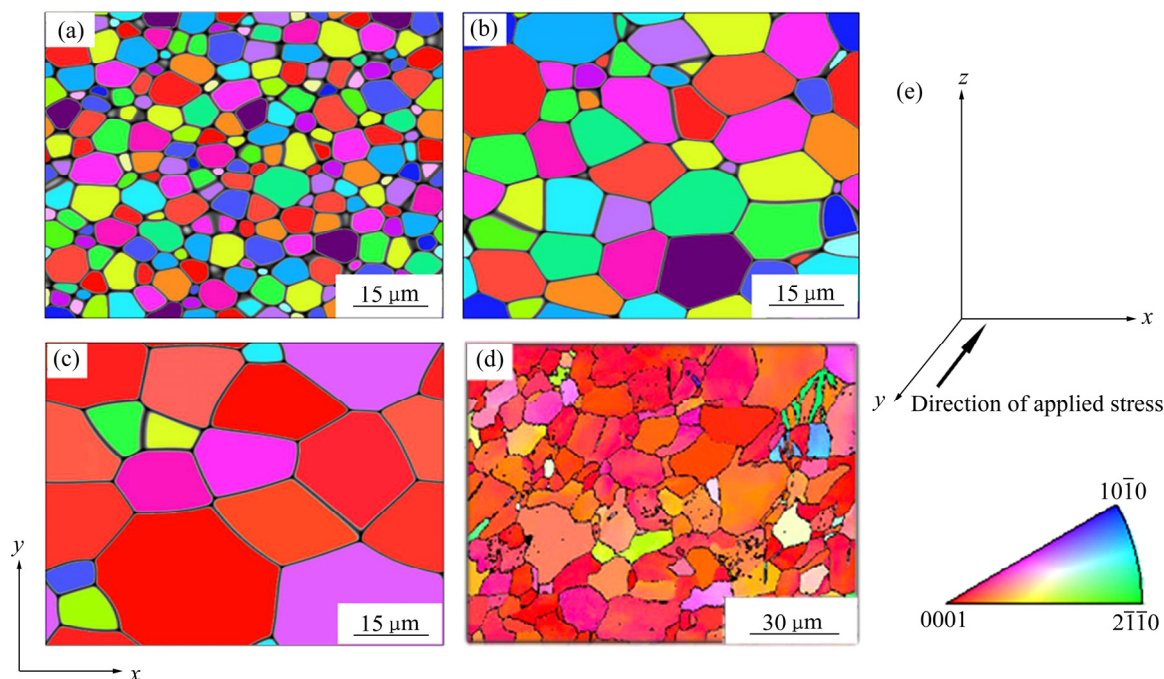 (a)
15 μm
(b)
15 μm
(c)
15 μm
y
x
(d)
30 μm
(e)
z
x
y
Direction of applied stress
101̅0
0001
21̅1̅0